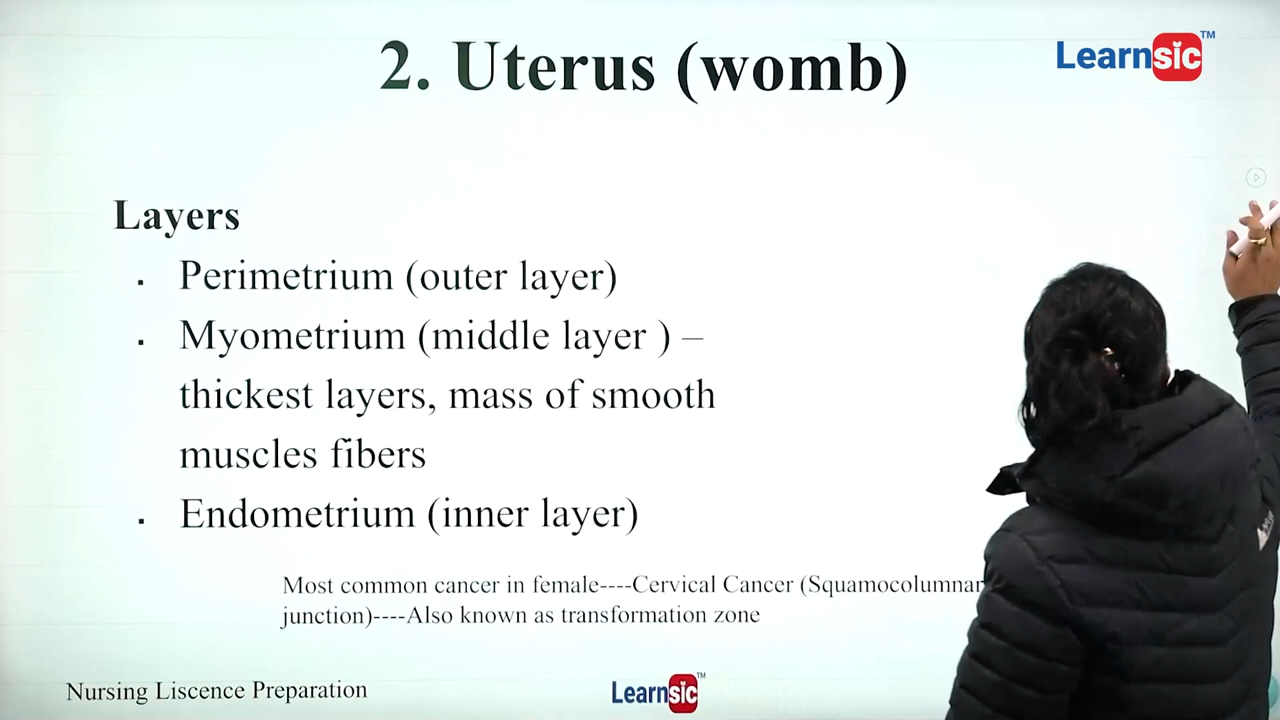 2. Uterus (womb)
Learnsic™
Layers
▪ Perimetrium (outer layer)
▪ Myometrium (middle layer ) –
thickest layers, mass of smooth
muscles fibers
▪ Endometrium (inner layer)
Most common cancer in female----Cervical Cancer (Squamocolumnar
junction)----Also known as transformation zone
Nursing Liscence Preparation
Learnsic™